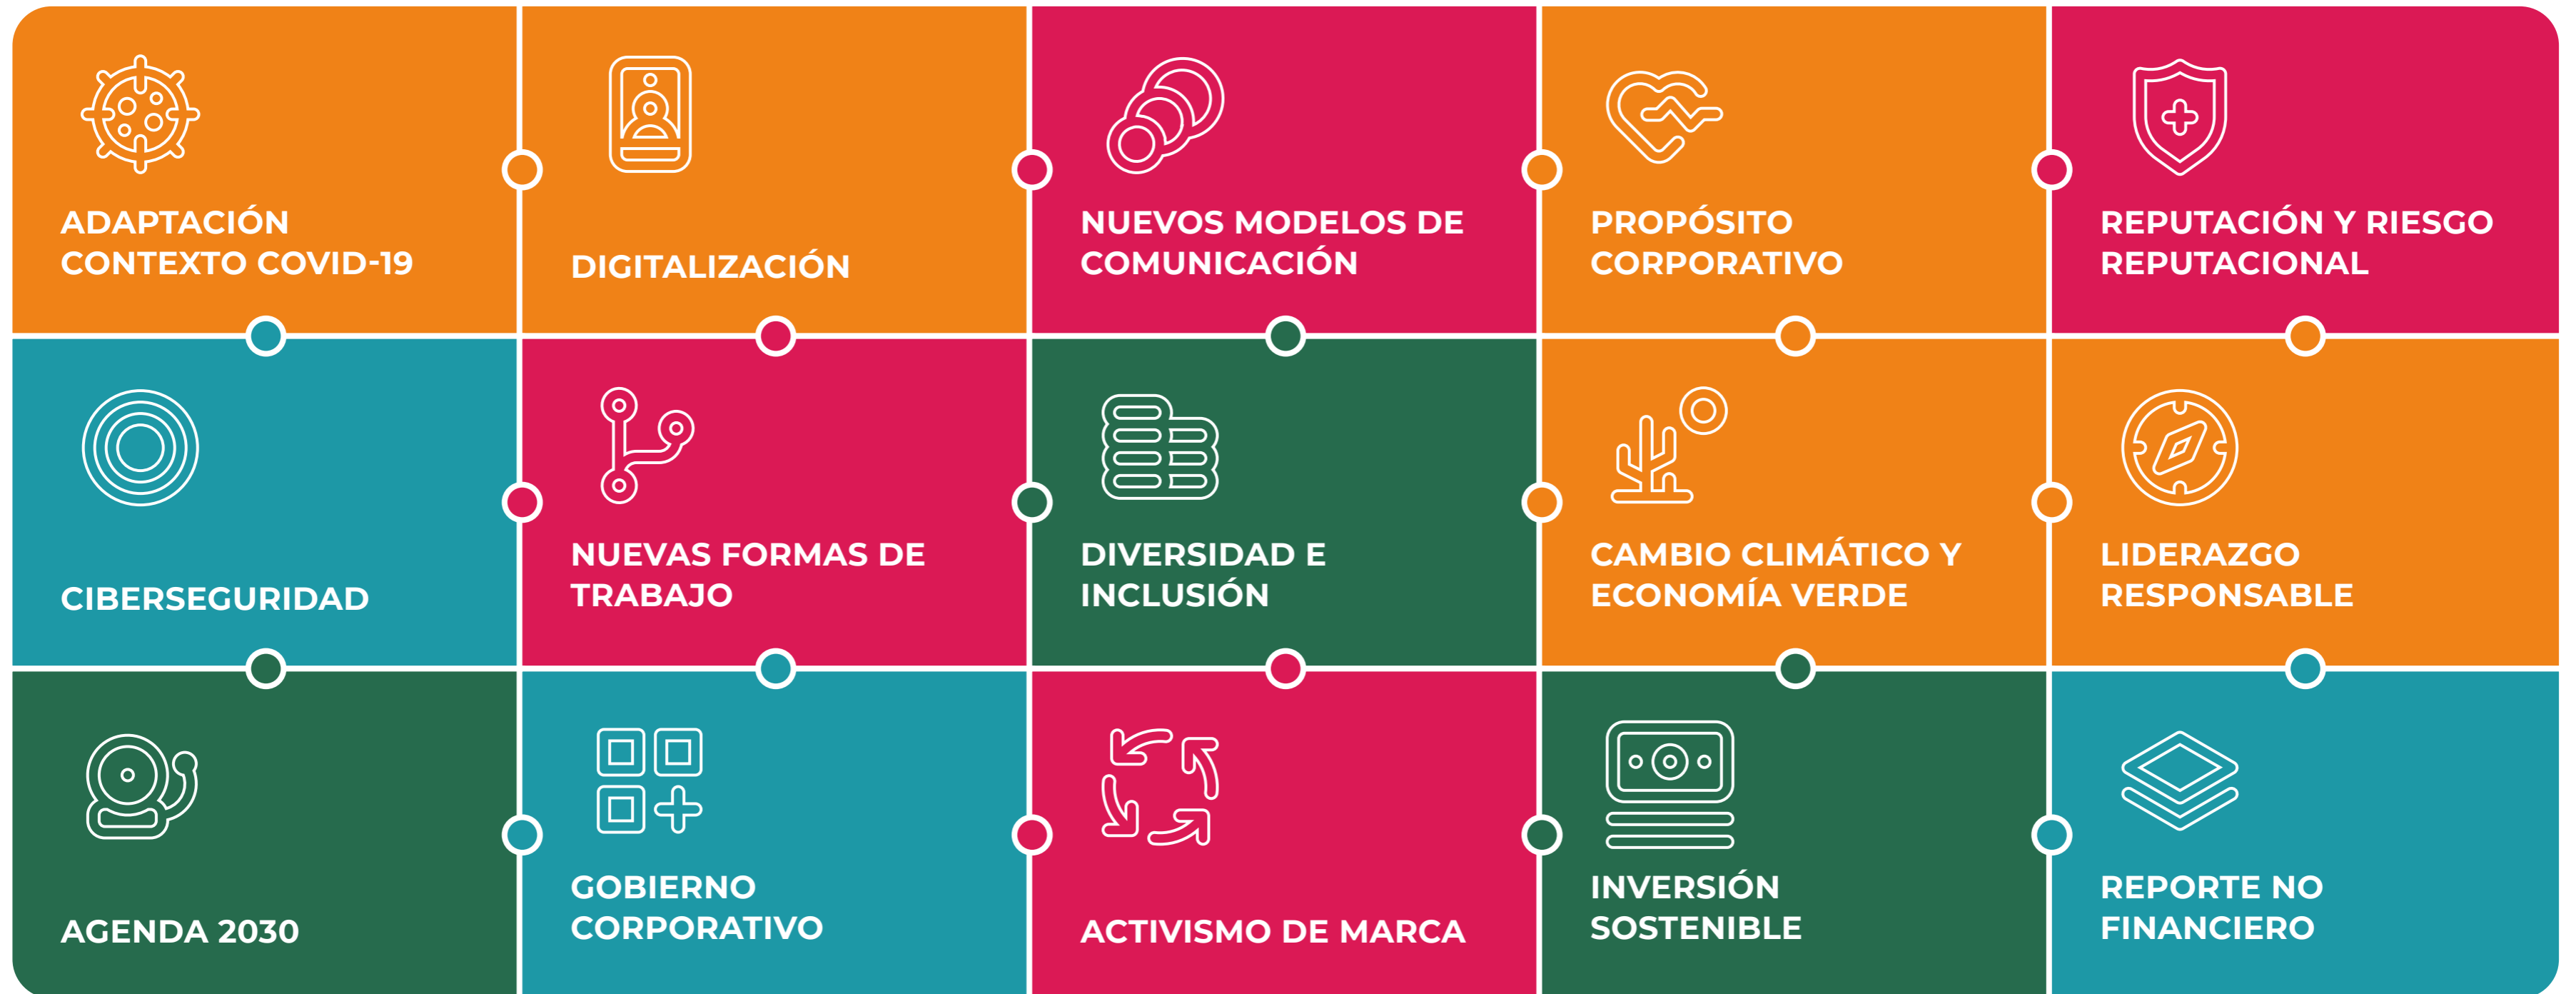 ADAPTACIÓN
CONTEXTO COVID-19
DIGITALIZACIÓN
NUEVOS MODELOS DE
COMUNICACIÓN
PROPÓSITO
CORPORATIVO
REPUTACIÓN Y RIESGO
REPUTACIONAL
CIBERSEGURIDAD
NUEVAS FORMAS DE
TRABAJO
DIVERSIDAD E
INCLUSIÓN
CAMBIO CLIMÁTICO Y
ECONOMÍA VERDE
LIDERAZGO
RESPONSABLE
AGENDA 2030
GOBIERNO
CORPORATIVO
ACTIVISMO DE MARCA
INVERSIÓN
SOSTENIBLE
REPORTE NO
FINANCIERO